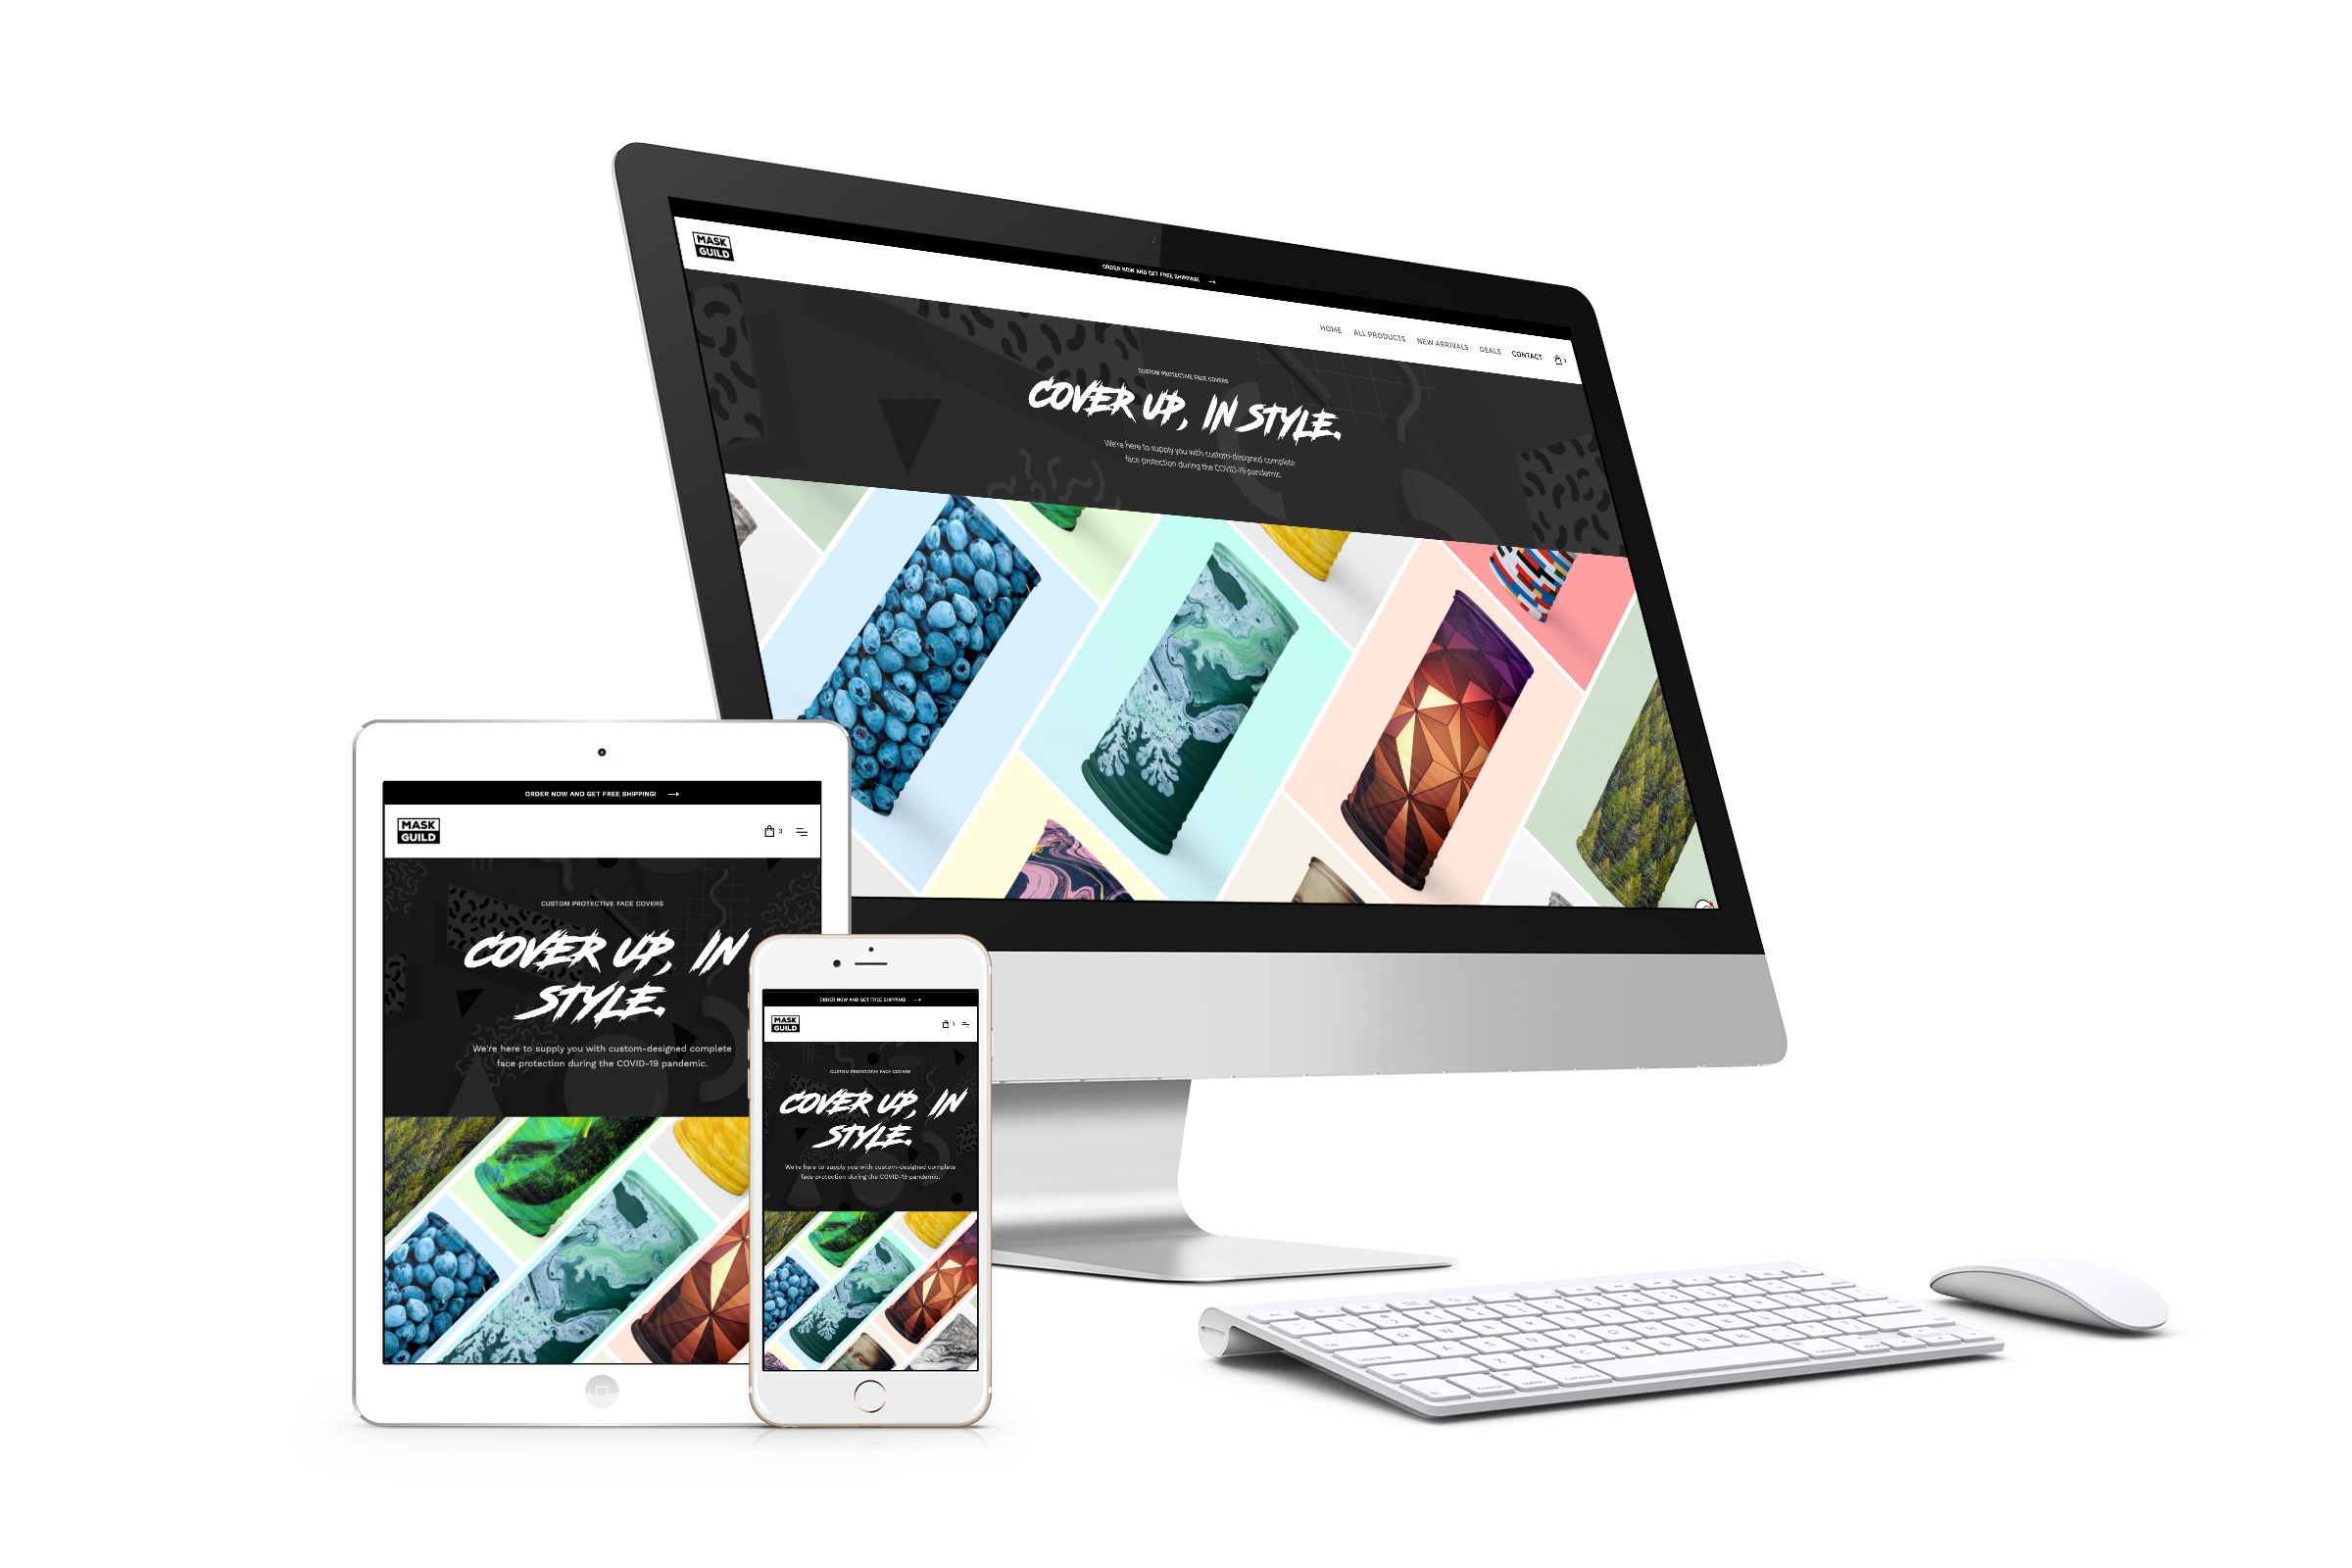 MASK
GUILD
ORDER NOW AND GET FREE SHIPPING!
HOME ALL PRODUCTS NEW ARRIVALS DEALS CONTACT
CUSTOM PROTECTIVE FACE COVERS
COVER UP, IN STYLE.
We're here to supply you with custom-designed complete
face protection during the COVID-19 pandemic.
ORDER NOW AND GET FREE SHIPPING!
MASK
GUILD
3
CUSTOM PROTECTIVE FACE COVERS
COVER UP, IN
STYLE.
We're here to supply you with custom-designed complete
face protection during the COVID-19 pandemic.
ORDER NOW AND GET FREE SHIPPING!
MASK
GUILD
3
CUSTOM PROTECTIVE FACE COVERS
COVER UP, IN
STYLE.
We're here to supply you with custom-designed complete
face protection during the COVID-19 pandemic.